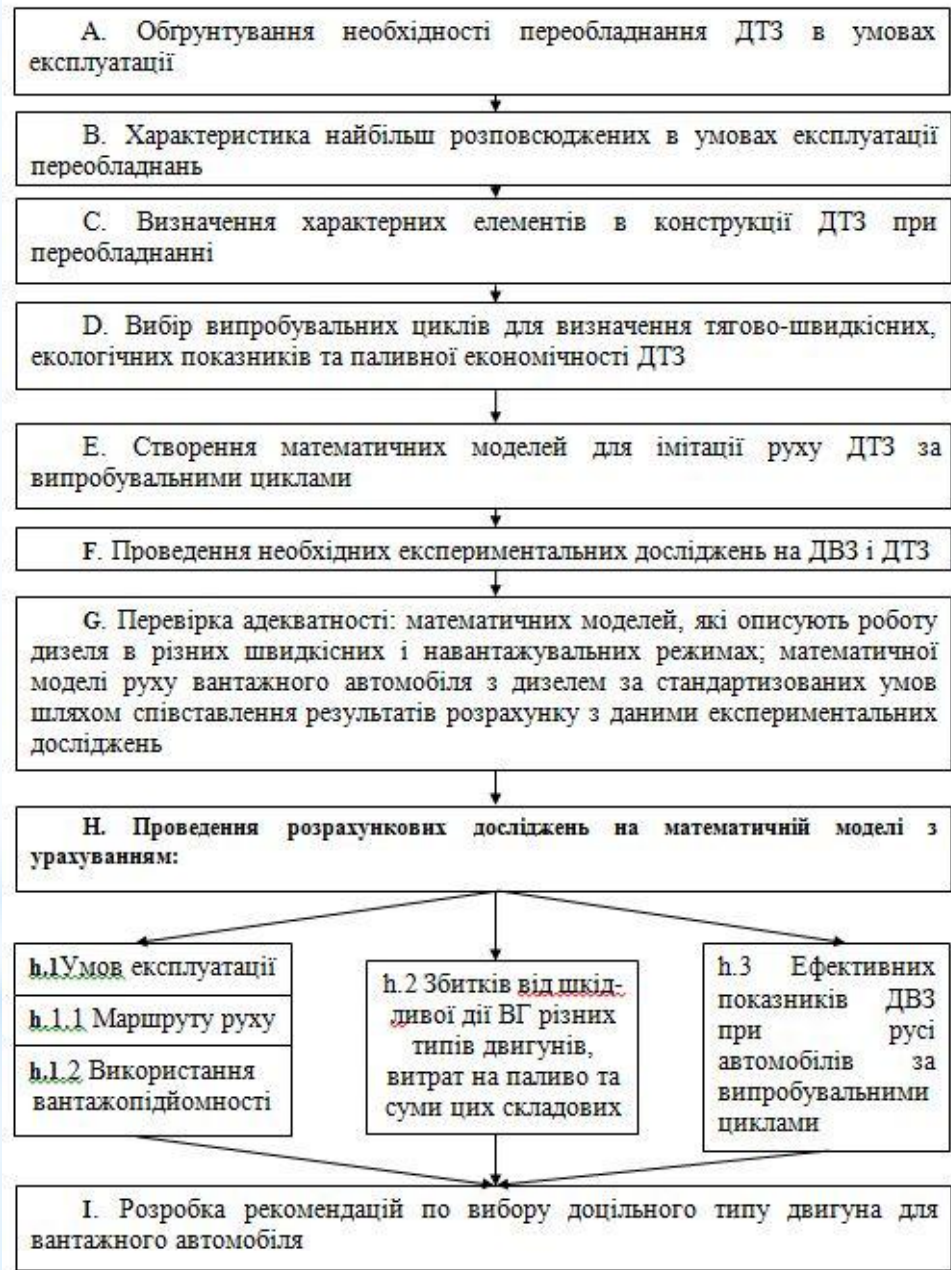 A. Обґрунтування необхідності переобладнання ДТЗ в умовах
експлуатації
B. Характеристика найбільш розповсюджених в умовах експлуатації
переобладнань
C. Визначення характерних елементів в конструкції ДТЗ при
переобладнанні
D. Вибір випробувальних циклів для визначення тягово-швидкісних,
екологічних показників та паливної економічності ДТЗ
E. Створення математичних моделей для імітації руху ДТЗ за
випробувальними циклами
F. Проведення необхідних експериментальних досліджень на ДВЗ і ДТЗ
G. Перевірка адекватності: математичних моделей, які описують роботу
дизеля в різних швидкісних і навантажувальних режимах; математичної
моделі руху вантажного автомобіля з дизелем за стандартизованих умов
шляхом співставлення результатів розрахунку з даними експериментальних
досліджень
H. Проведення розрахункових досліджень на математичній моделі з
урахуванням:
h.1Умов експлуатації
h.1.1 Маршруту руху
h.1.2 Використання
вантажопідйомності
h.2 Збитків від шкід-
ливої дії ВГ різних
типів двигунів,
витрат на паливо та
суми цих складових
h.3 Ефективних
показників ДВЗ
при русі
автомобілів за
випробувальними
циклами
I. Розробка рекомендацій по вибору доцільного типу двигуна для
вантажного автомобіля